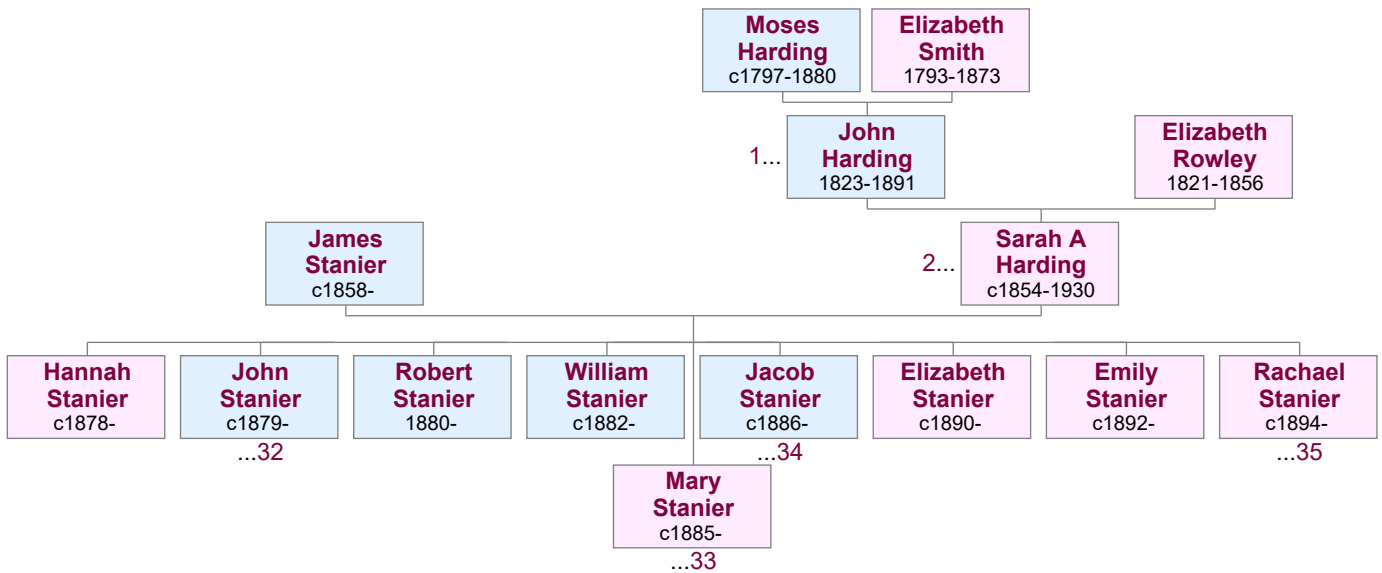 Moses
Harding
c1797-1880
Elizabeth
Smith
1793-1873
1...
John
Harding
1823-1891
Elizabeth
Rowley
1821-1856
James
Stanier
c1858-
2...
Sarah A
Harding
c1854-1930
Hannah
Stanier
c1878-
John
Stanier
c1879-
...32
Robert
Stanier
1880-
William
Stanier
c1882-
Jacob
Stanier
c1886-
...34
Elizabeth
Stanier
c1890-
Emily
Stanier
c1892-
Rachael
Stanier
c1894-
...35
Mary
Stanier
c1885-
...33